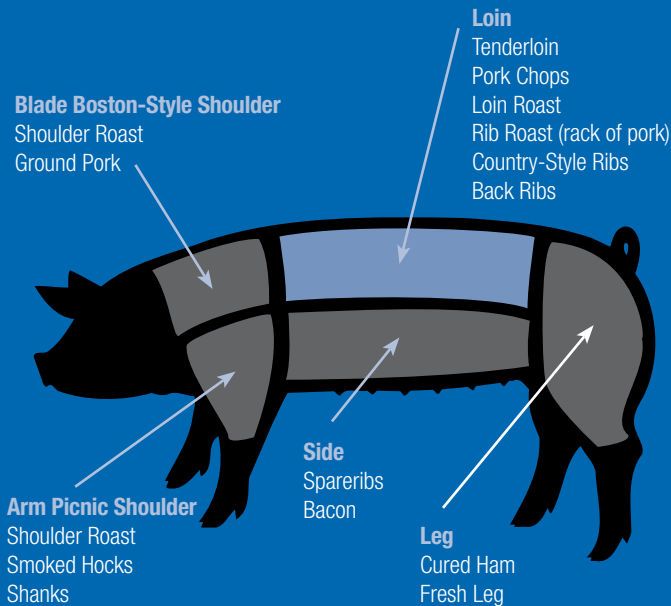 Loin
Tenderloin
Pork Chops
Loin Roast
Rib Roast (rack of pork)
Country-Style Ribs
Back Ribs
Blade Boston-Style Shoulder
Shoulder Roast
Ground Pork
Side
Spareribs
Bacon
Arm Picnic Shoulder
Shoulder Roast
Smoked Hocks
Shanks
Leg
Cured Ham
Fresh Leg